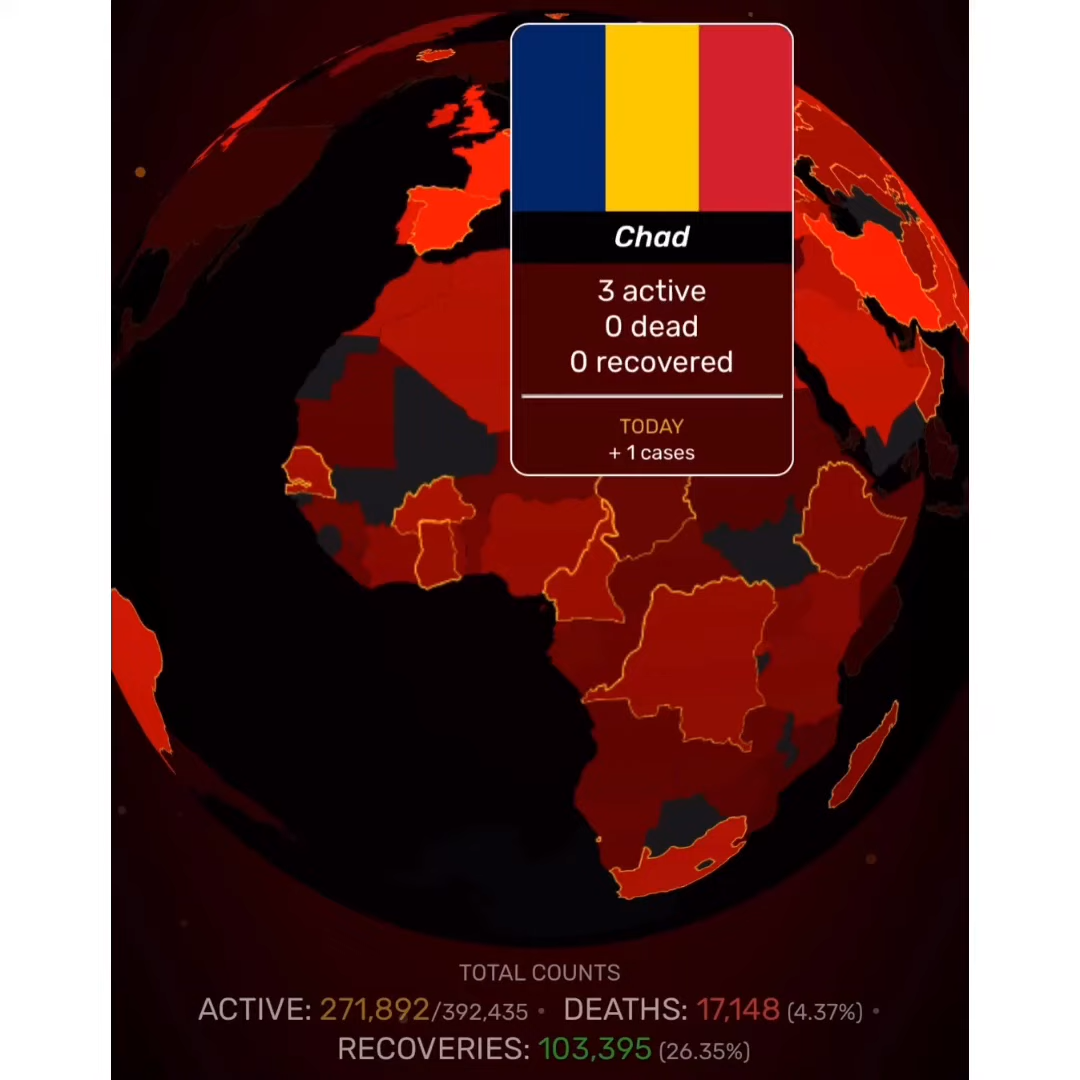 Chad
3 active
0 dead
0 recovered
TODAY
+ 1 cases
TOTAL COUNTS
ACTIVE: 271,892/392,435 • DEATHS: 17,148 (4.37%) •
RECOVERIES: 103,395 (26.35%)